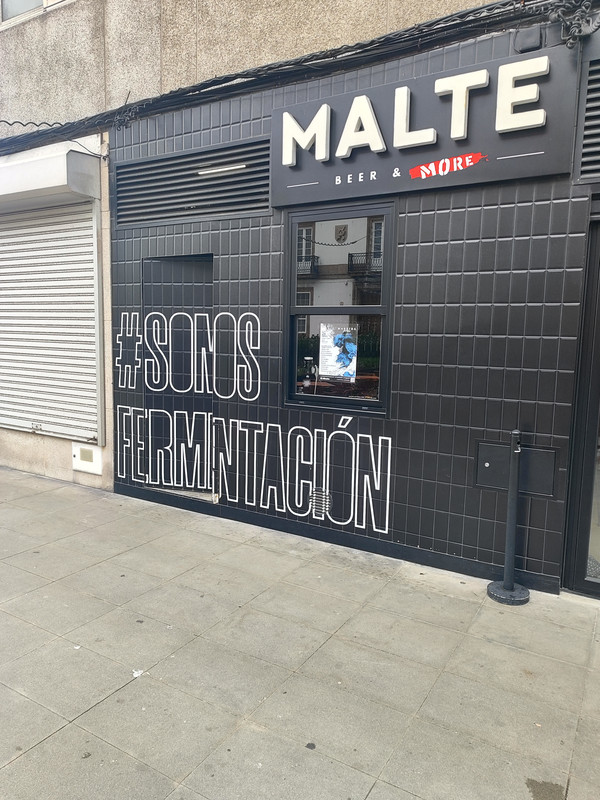 MALTE
BEER & MORE
#SOMOS
FERMENTACIÓN